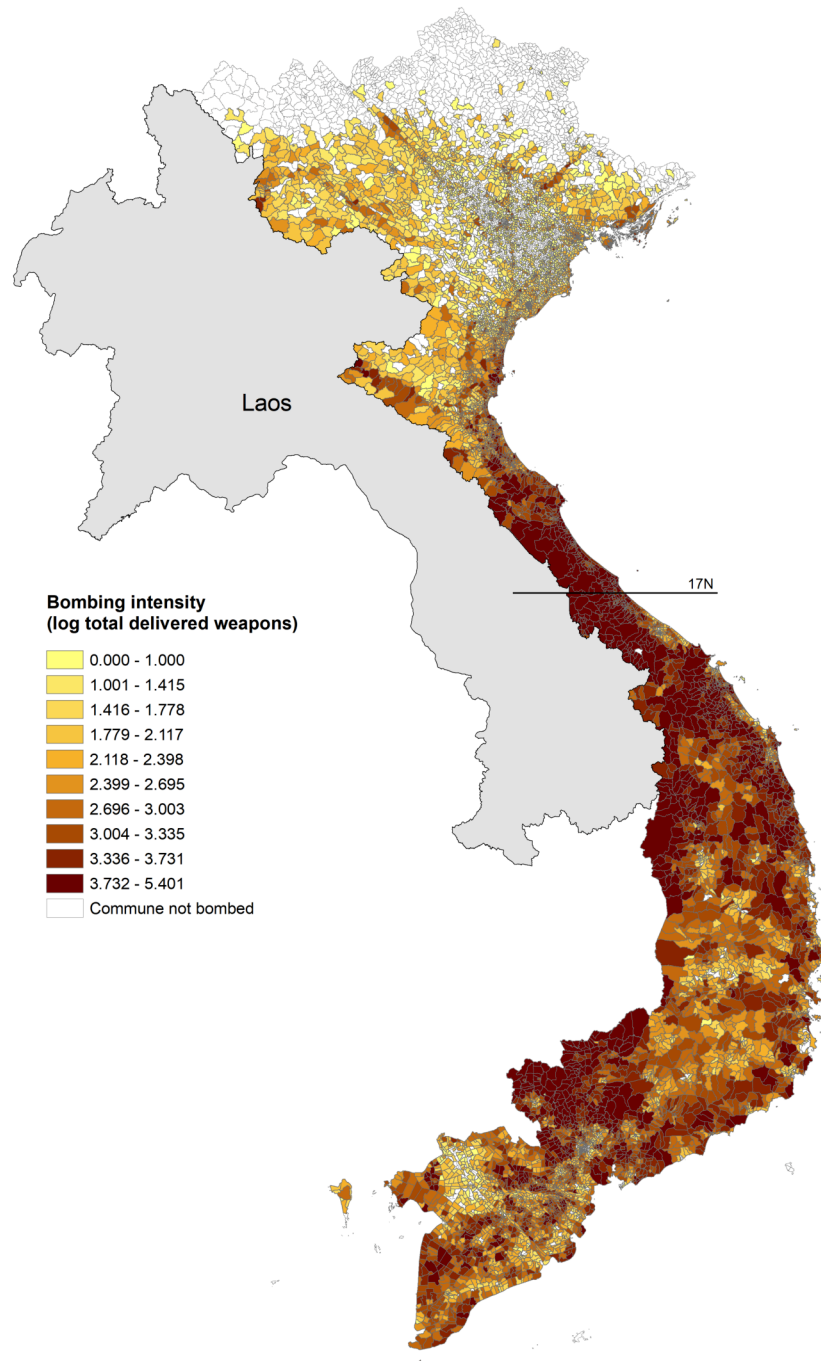 Laos
17N
Bombing intensity
(log total delivered weapons)
0.000 - 1.000
1.001 - 1.415
1.416 - 1.778
1.779 - 2.117
2.118 - 2.398
2.399 - 2.695
2.696 - 3.003
3.004 - 3.335
3.336 - 3.731
3.732 - 5.401
Commune not bombed